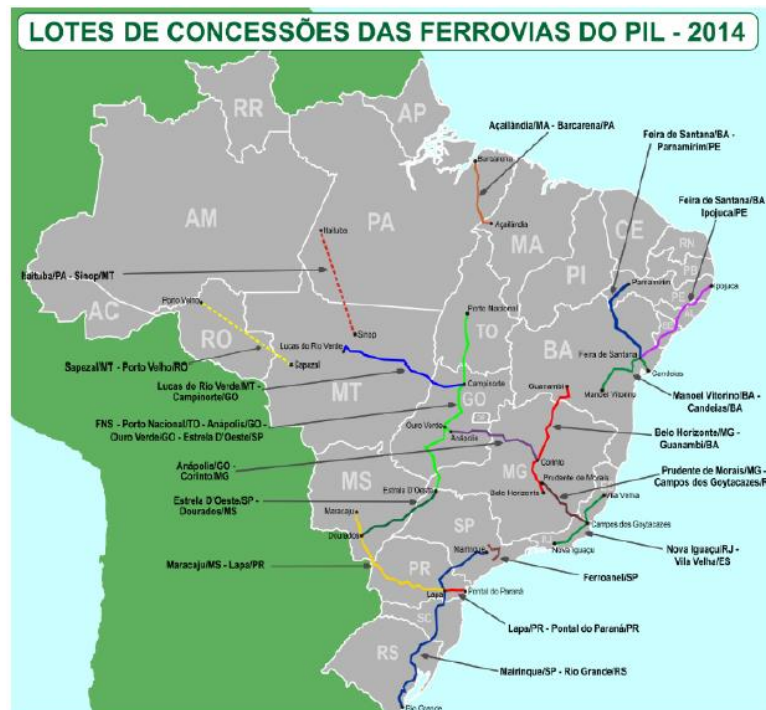 LOTES DE CONCESSÕES DAS FERROVIAS DO PIL - 2014
RR
AP
Açailândia/MA - Barcarena/PA
Feira de Santana/BA -
Parnamirim/PE
Barcarena
Feira de Santana/BA
Ipojuca/PE
AM
PA
Itaituba
Açailândia
MA
CE
RN
PB
PI
Parnamirim
PE
Ipojuca
AL
SE
Itaituba/PA - Sinop/MT
AC
Porto Velho
RO
Sinop
Porto Nacional
TO
Lucas do Rio Verde
BA
Feira de Santana
Candeias
Sapezal
Sapezal/MT - Porto Velho/RO
MT
Lucas do Rio Verde/MT -
Campinorte/GO
Campinorte
GO
Guanambi
Manoel Vitorino
Manoel Vitorino/BA -
Candeias/BA
FNS - Porto Nacional/TO - Anápolis/GO -
Ouro Verde/GO - Estrela D'Oeste/SP
DF
Ouro Verde
Anápolis
Belo Horizonte/MG -
Guanambi/BA
Anápolis/GO -
Corinto/MG
MG
Corinto
Prudente de Morais
Prudente de Morais/MG -
Campos dos Goytacazes/R
MS
Estrela D'Oeste
Belo Horizonte
Vila Velha
Estrela D'Oeste/SP -
Dourados/MS
Maracaju
SP
Campos dos Goytacazes
Dourados
Mairinque
RJ
Nova Iguaçu
Nova Iguaçu/RJ -
Vila Velha/ES
Maracaju/MS - Lapa/PR
PR
Ferroanel/SP
Lapa
Pontal do Paraná
SC
Lapa/PR - Pontal do Paraná/PR
RS
Mairinque/SP - Rio Grande/RS
Rio Grande